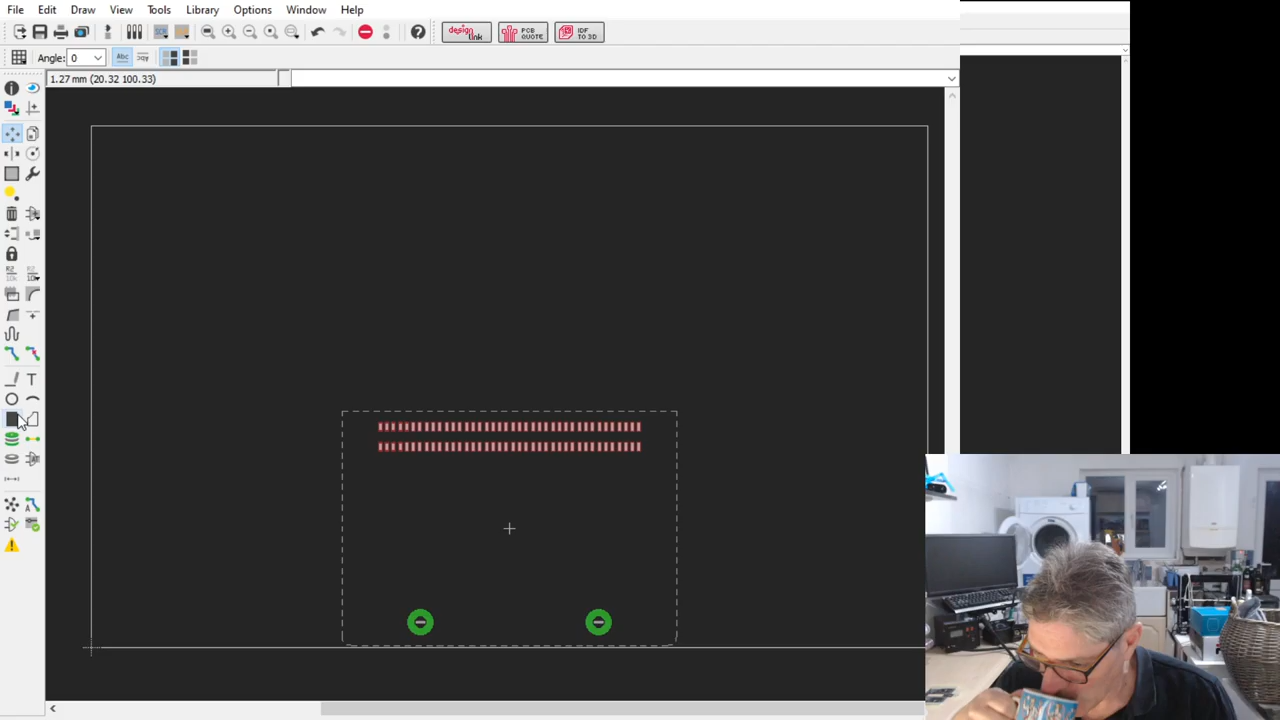 File Edit View Tools Library Options Window Help
design link PCB QUOTE IDF TO 3D
Angle: 0 Abc
1.27 mm (20.32 100.33)
T
A